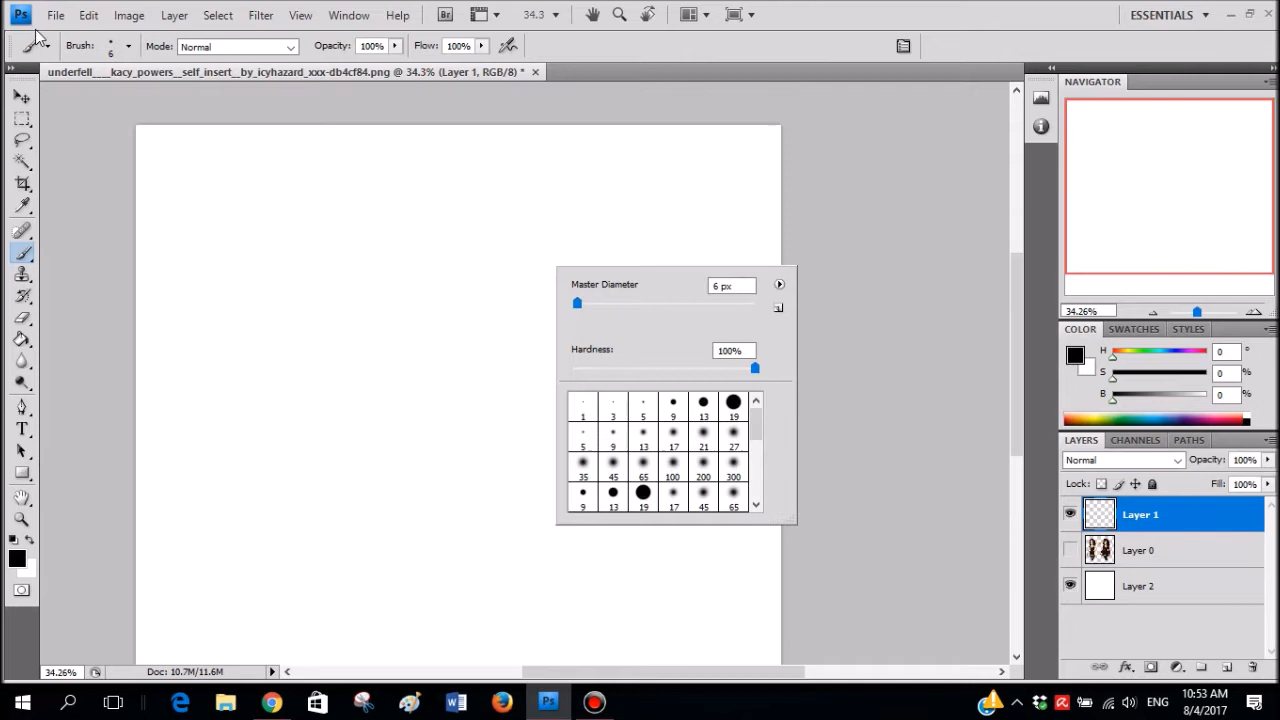 Ps File Edit Image Layer Select Filter View Window Help Br 34.3 ESSENTIALS
Brush: 6 Mode: Normal Opacity: 100% Flow: 100%
underfell____kacy_powers__self_insert__by_icyhazard_xxx-db4cf84.png @ 34.3% (Layer 1, RGB/8) *
NAVIGATOR
34.26%
COLOR SWATCHES STYLES
H 0 °
S 0 %
B 0 %
LAYERS CHANNELS PATHS
Normal Opacity: 100%
Lock: Fill: 100%
Layer 1
Layer 0
Layer 2
Master Diameter 6 px
Hardness: 100%
1 3 5 9 13 19
5 9 13 17 21 27
35 45 65 100 200 300
9 13 19 17 45 65
T
34.26% Doc: 10.7M/11.6M
Ps ENG 10:53 AM
8/4/2017